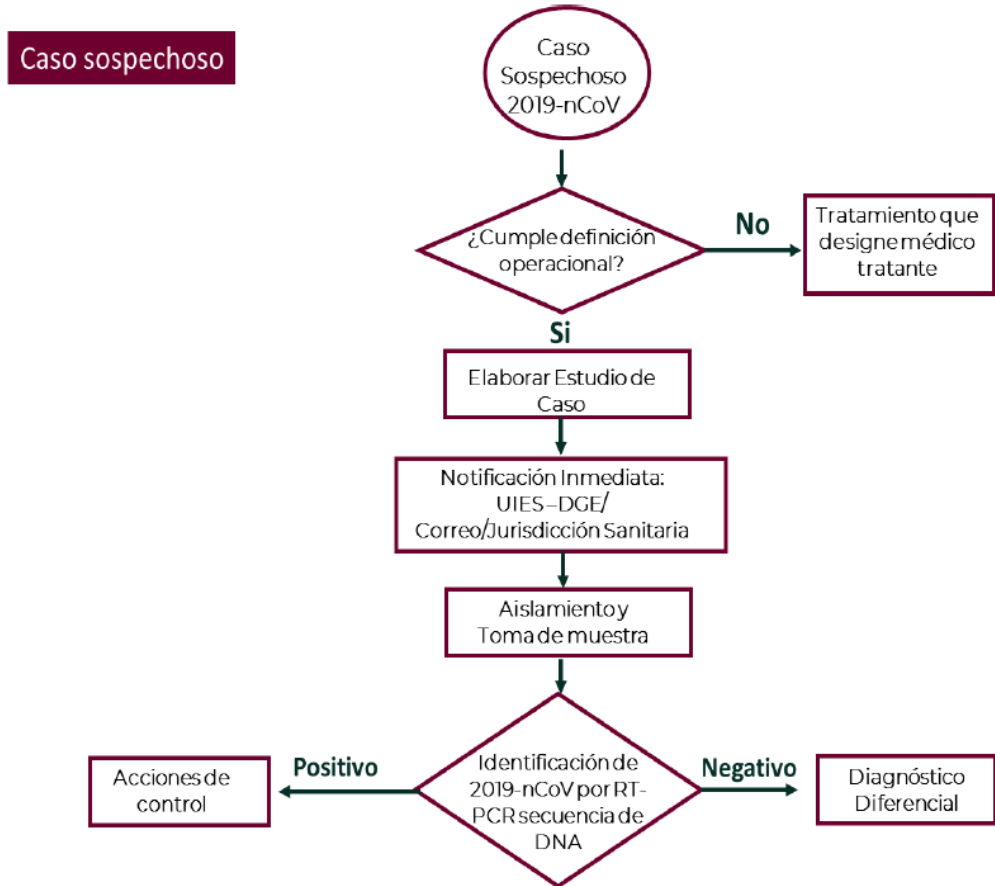 Caso sospechoso
Caso
Sospechoso
2019-nCoV
¿Cumple definición
operacional?
No
Tratamiento que
designe médico
tratante
Si
Elaborar Estudio de
Caso
Notificación Inmediata:
UIES-DGE/
Correo/Jurisdicción Sanitaria
Aislamiento y
Toma de muestra
Identificación de
2019-nCoV por RT-
PCR secuencia de
DNA
Positivo
Acciones de
control
Negativo
Diagnóstico
Diferencial